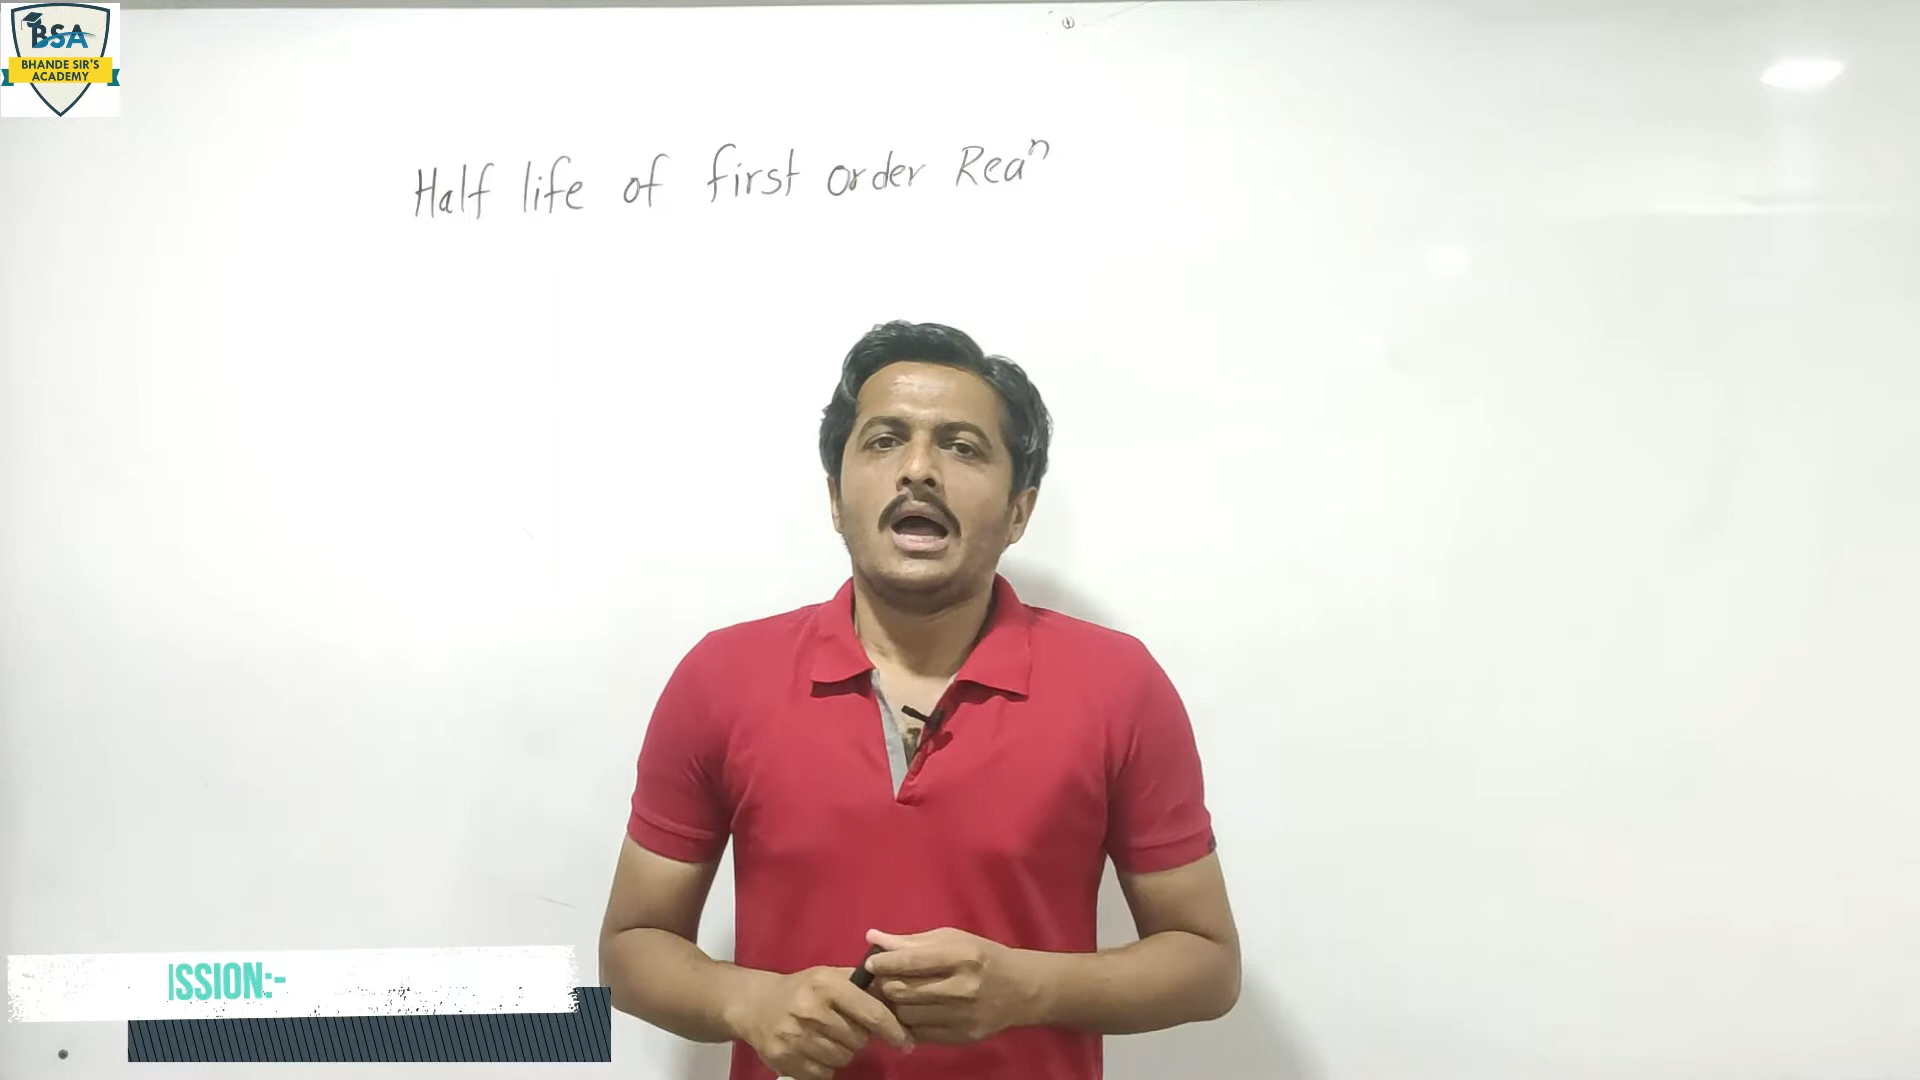 BSA
BHANDE SIR'S
ACADEMY
Half life of first order Reaⁿ
ISSION:-